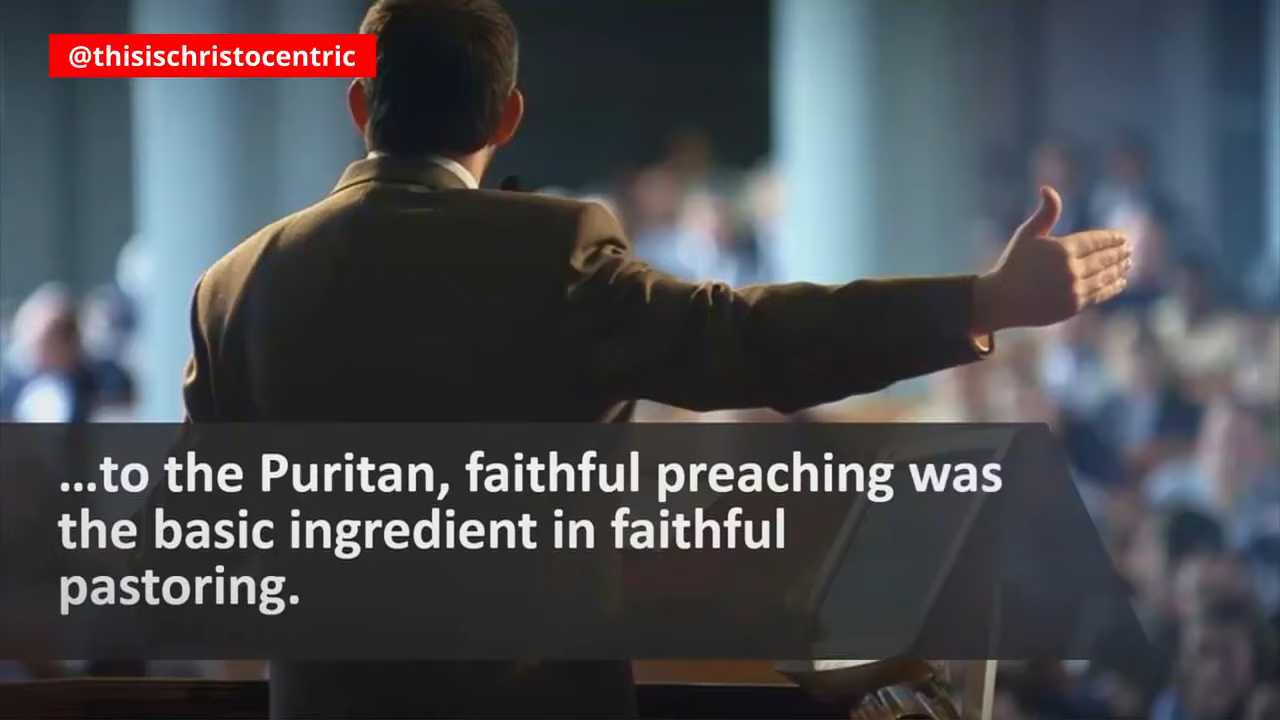 @thisischristocentric
…to the Puritan, faithful preaching was
the basic ingredient in faithful
pastoring.